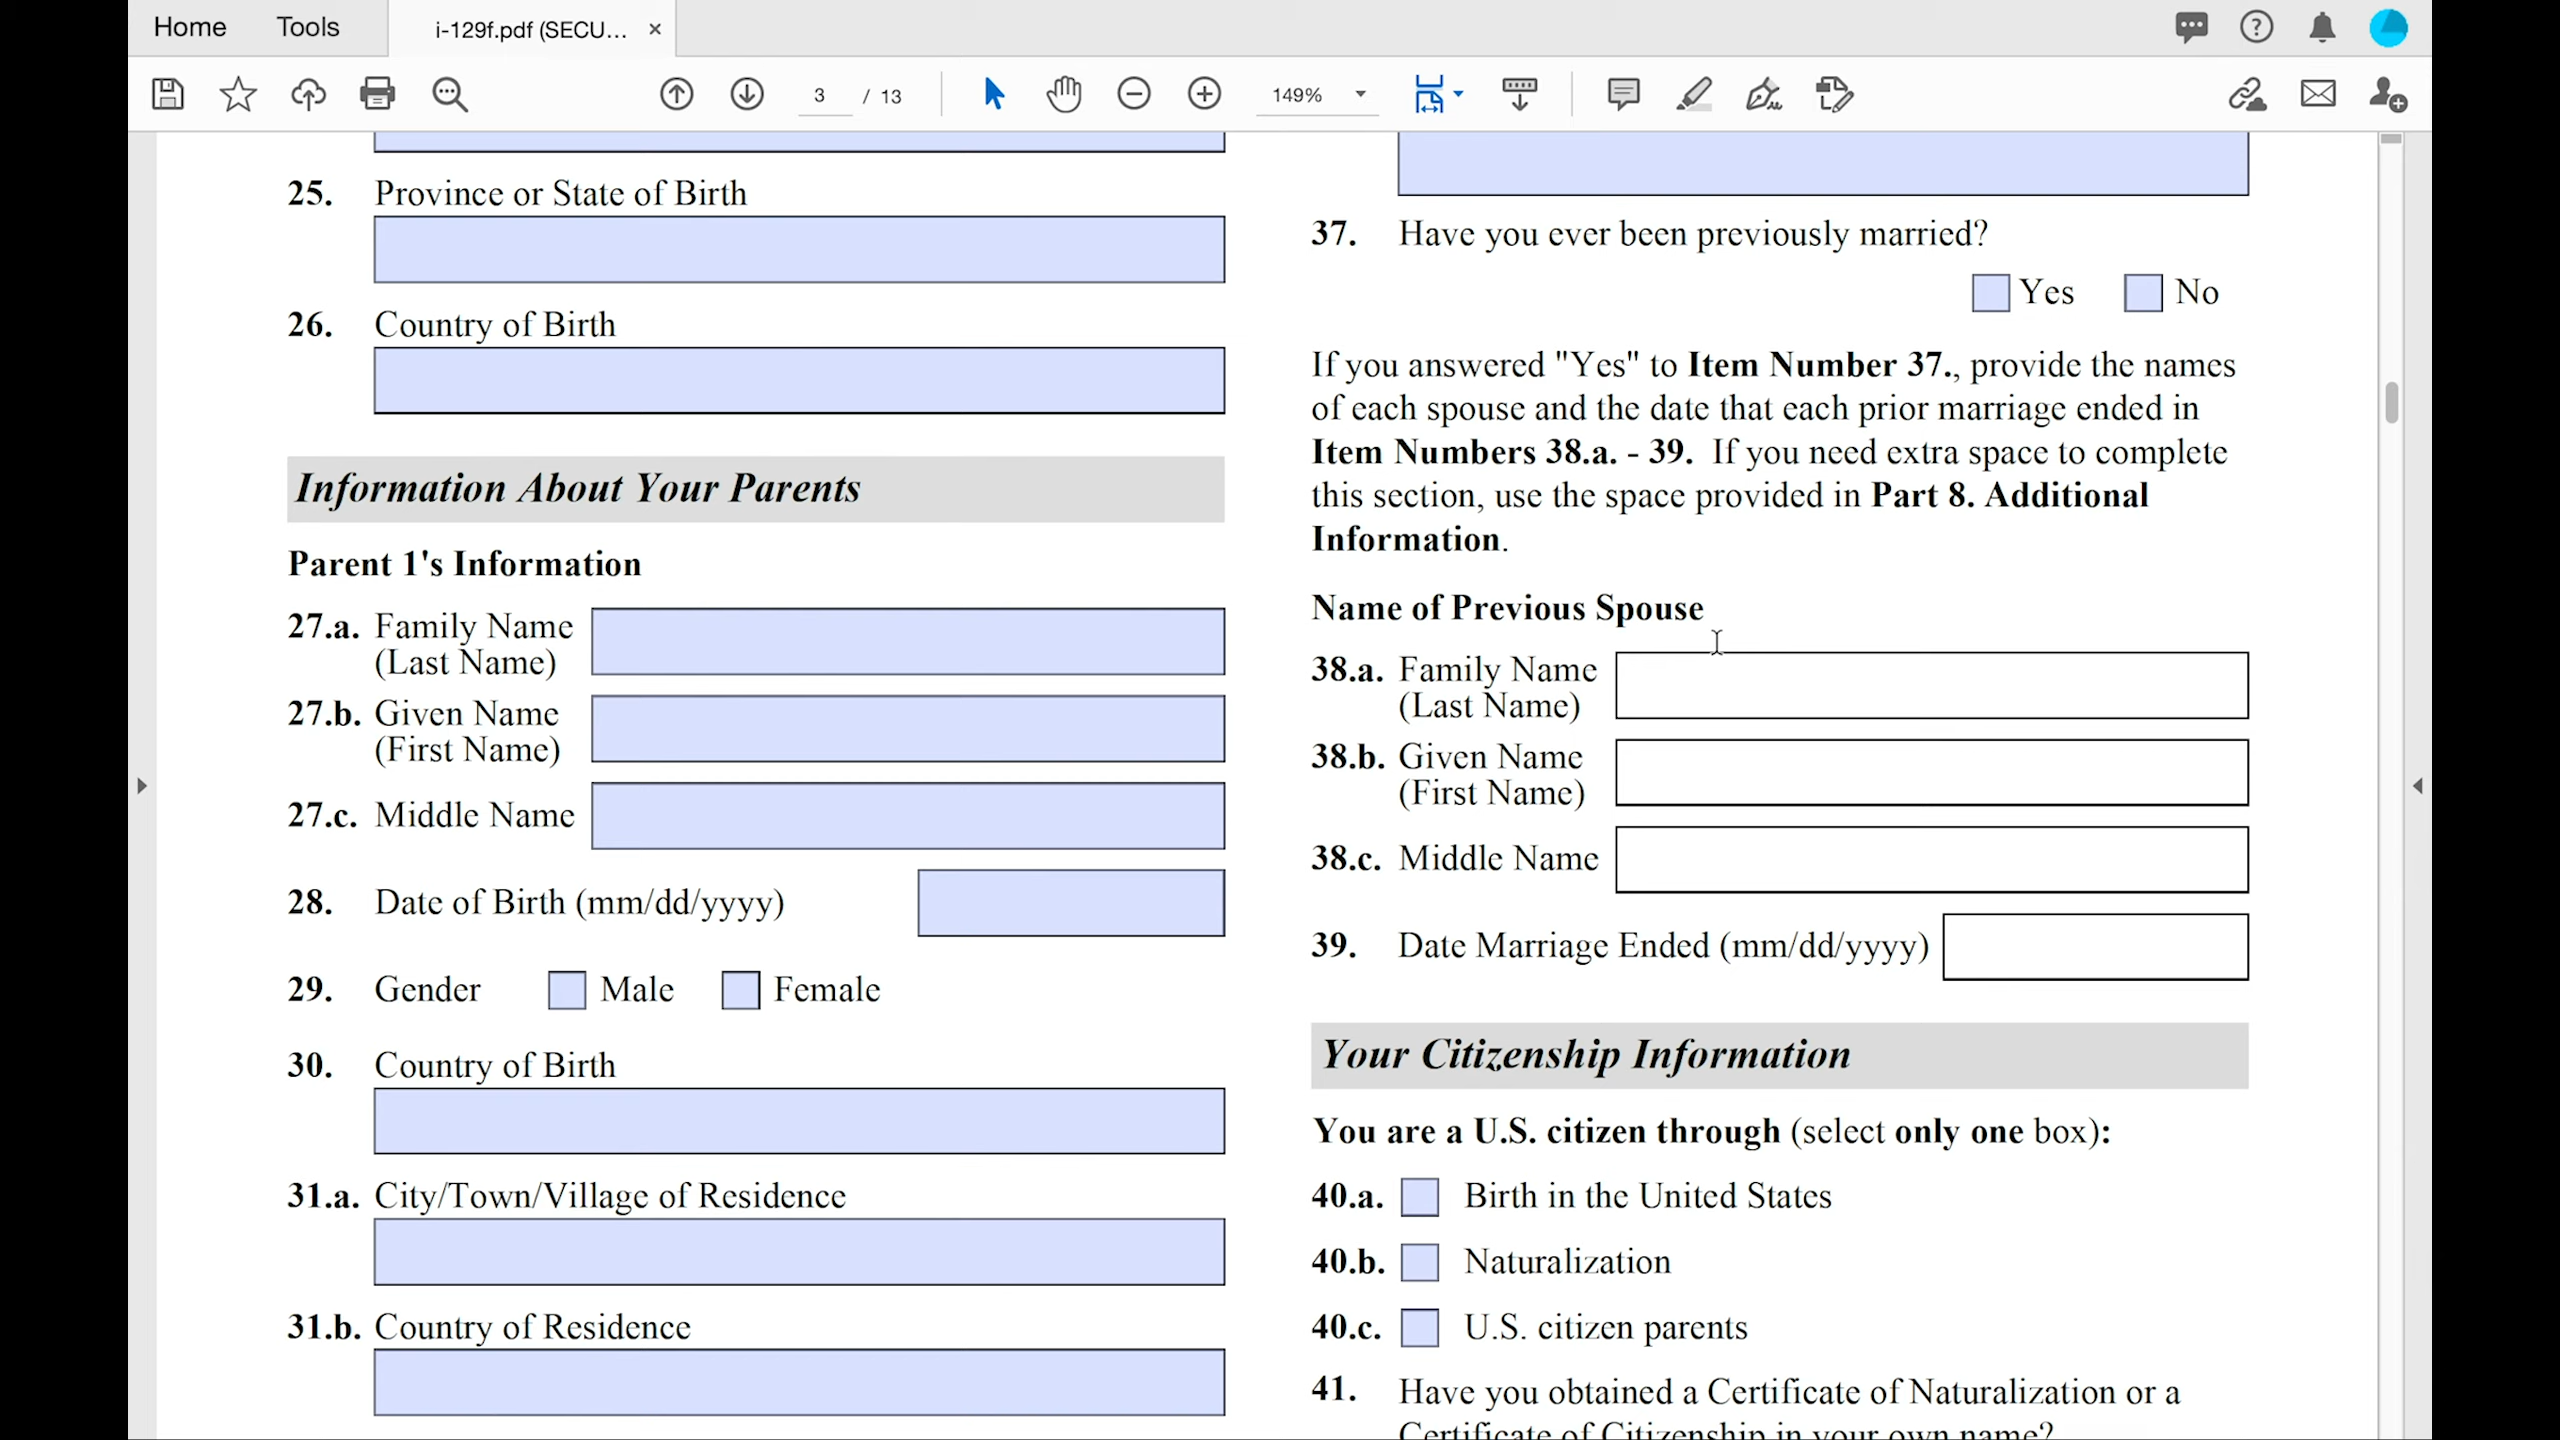 Home
Tools
i-129f.pdf (SECU...
3 / 13
149%
25. Province or State of Birth
26. Country of Birth
Information About Your Parents
Parent 1's Information
27.a. Family Name
(Last Name)
27.b. Given Name
(First Name)
27.c. Middle Name
28. Date of Birth (mm/dd/yyyy)
29. Gender Male Female
30. Country of Birth
31.a. City/Town/Village of Residence
31.b. Country of Residence
37. Have you ever been previously married?
Yes No
If you answered "Yes" to Item Number 37., provide the names
of each spouse and the date that each prior marriage ended in
Item Numbers 38.a. - 39. If you need extra space to complete
this section, use the space provided in Part 8. Additional
Information.
Name of Previous Spouse
38.a. Family Name
(Last Name)
38.b. Given Name
(First Name)
38.c. Middle Name
39. Date Marriage Ended (mm/dd/yyyy)
Your Citizenship Information
You are a U.S. citizen through (select only one box):
40.a. Birth in the United States
40.b. Naturalization
40.c. U.S. citizen parents
41. Have you obtained a Certificate of Naturalization or a
Certificate of Citizenship in your own name?